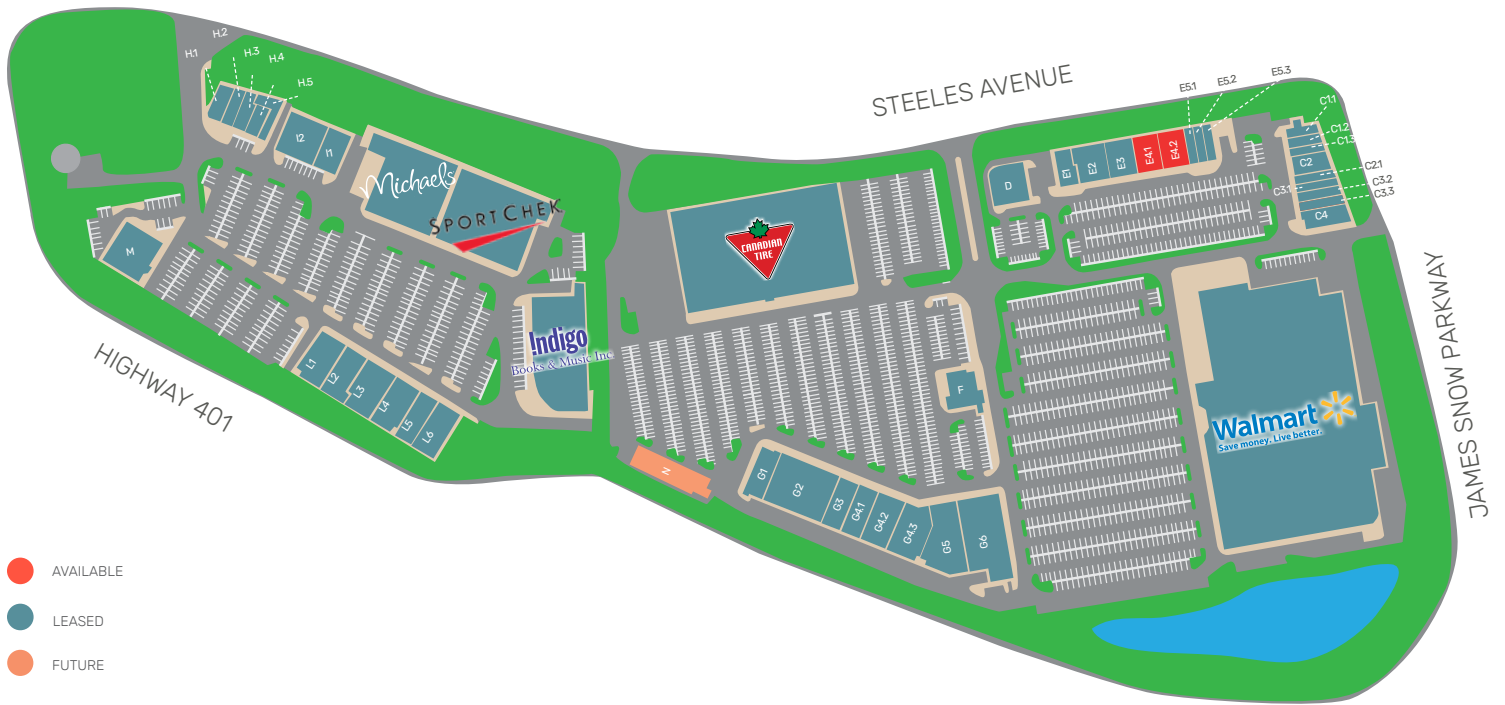 H.2
H.1
H.3
H.4
H.5
STEELES AVENUE
E5.1
E5.2
E5.3
C1.1
C1.2
C1.3
C2
C2.1
C3.1
C3.2
C3.3
C4
I2
I1
Michaels
SPORTCHEK
D
E1
E2
E3
E4.1
E4.2
M
CANADIAN
TIRE
Indigo
Books & Music Inc.
HIGHWAY 401
L1
L2
L3
L4
L5
L6
F
JAMES SNOW PARKWAY
Walmart
Save money. Live better.
N
G1
G2
G3
G4.1
G4.2
G4.3
G5
G6
AVAILABLE
LEASED
FUTURE